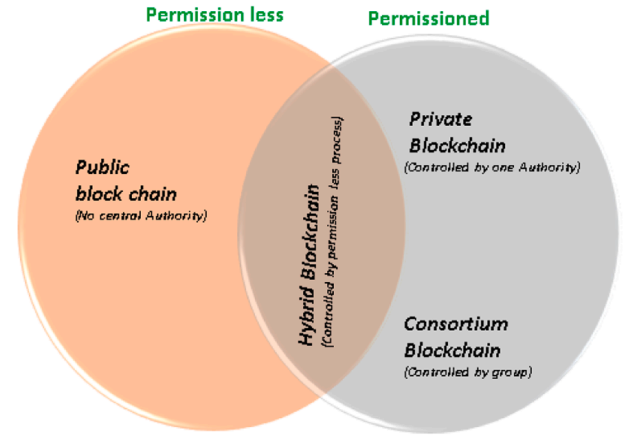 Permission less
Permissioned
Public
block chain
(No central Authority)
Hybrid Blockchain
(Controlled by permission less process)
Private
Blockchain
(Controlled by one Authority)
Consortium
Blockchain
(Controlled by group)